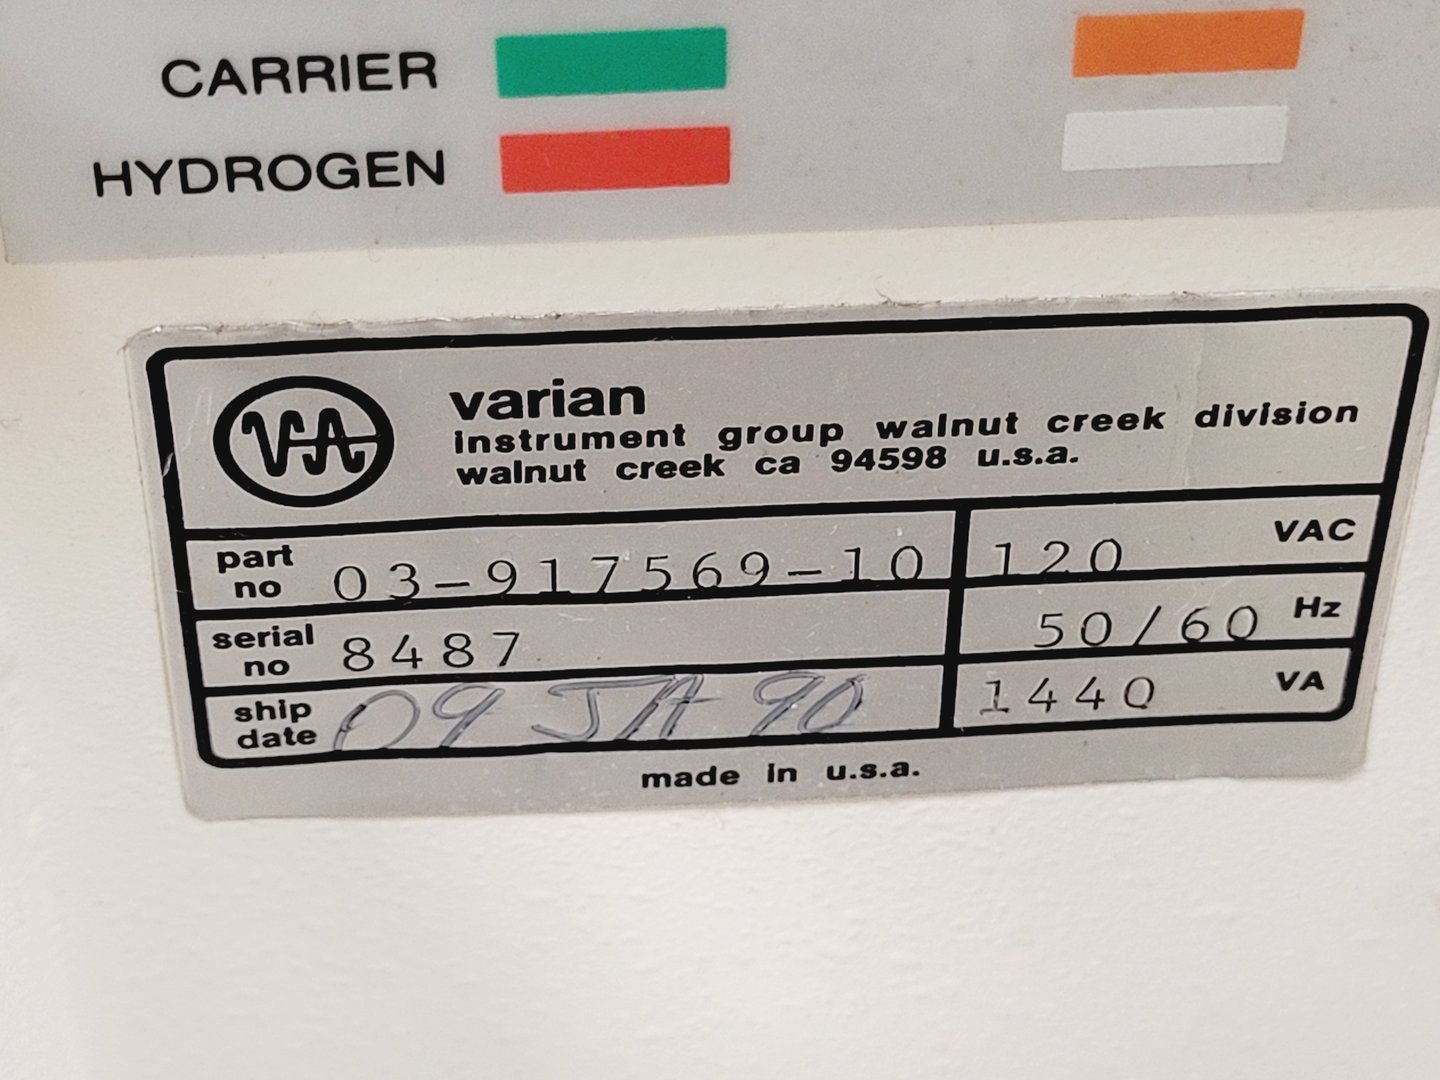 CARRIER
HYDROGEN
VA
varian
instrument group walnut creek division
walnut creek ca 94598 u.s.a.
part no 03-917569-10 120 VAC
serial no 8487 50/60 Hz
ship date 09 JA 90 1440 VA
made in u.s.a.